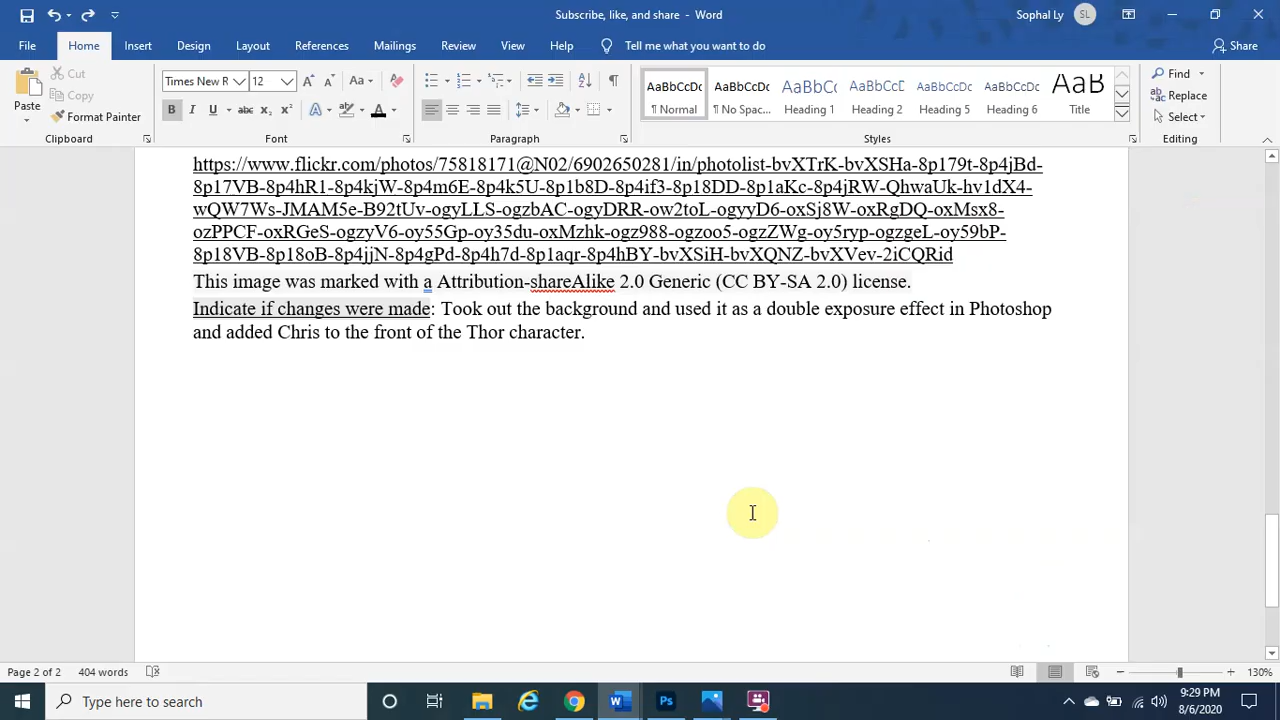 Subscribe, like, and share - Word
Sophal Ly SL
File Home Insert Design Layout References Mailings Review View Help Tell me what you want to do Share
Paste Cut Copy Format Painter
Times New R 12 Aa A
B I U abc x₂ x² A A
AaBbCcDc AaBbCcDc AaBbCc AaBbCcD AaBbCcDc AaBbCcDc AaB
¶ Normal ¶ No Spac... Heading 1 Heading 2 Heading 5 Heading 6 Title
Find Replace Select
Clipboard Font Paragraph Styles Editing
https://www.flickr.com/photos/75818171@N02/6902650281/in/photolist-bvXTrK-bvXSHa-8p179t-8p4jBd-
8p17VB-8p4hR1-8p4kjW-8p4m6E-8p4k5U-8p1b8D-8p4if3-8p18DD-8p1aKc-8p4jRW-QhwaUk-hv1dX4-
wQW7Ws-JMAM5e-B92tUv-ogyLLS-ogzbAC-ogyDRR-ow2toL-ogyyD6-oxSj8W-oxRgDQ-oxMsx8-
ozPPCF-oxRGeS-ogzyV6-oy55Gp-oy35du-oxMzhk-ogz988-ogzoo5-ogzZWg-oy5ryp-ogzgeL-oy59bP-
8p18VB-8p18oB-8p4jjN-8p4gPd-8p4h7d-8p1aqr-8p4hBY-bvXSiH-bvXQNZ-bvXVev-2iCQRid
This image was marked with a Attribution-shareAlike 2.0 Generic (CC BY-SA 2.0) license.
Indicate if changes were made: Took out the background and used it as a double exposure effect in Photoshop
and added Chris to the front of the Thor character.
Page 2 of 2 404 words 130%
Type here to search
9:29 PM
8/6/2020